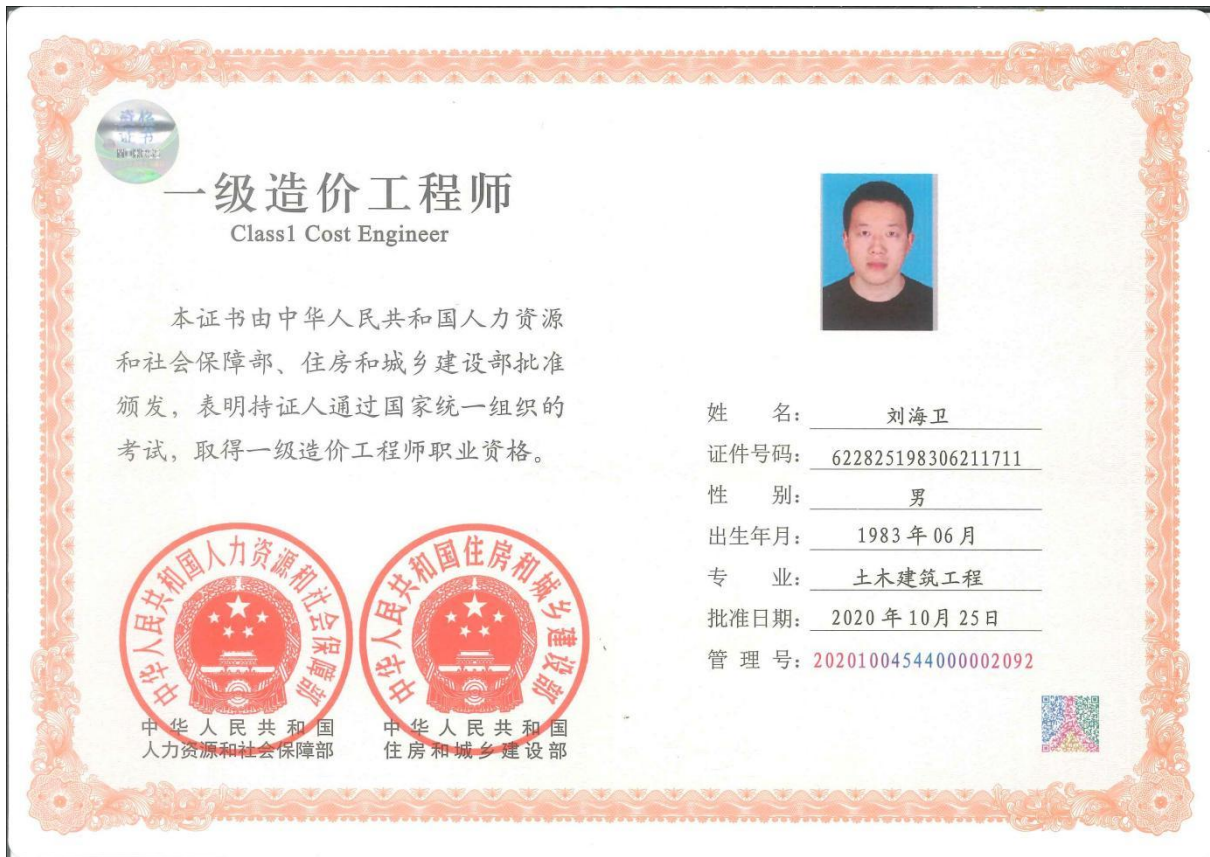 资格
证书
一级造价工程师
Class1 Cost Engineer
本证书由中华人民共和国人力资源
和社会保障部、住房和城乡建设部批准
颁发，表明持证人通过国家统一组织的
考试，取得一级造价工程师职业资格。
中华人民共和国人力资源和社会保障部
中华人民共和国住房和城乡建设部
中华人民共和国
人力资源和社会保障部
中华人民共和国
住房和城乡建设部
姓名：刘海卫
证件号码：622825198306211711
性别：男
出生年月：1983年06月
专业：土木建筑工程
批准日期：2020年10月25日
管理号：20201004544000002092